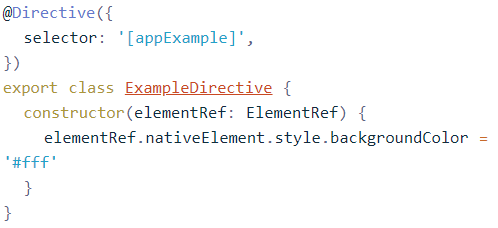 @Directive({
  selector: '[appExample]',
})
export class ExampleDirective {
  constructor(elementRef: ElementRef) {
    elementRef.nativeElement.style.backgroundColor =
'#fff'
  }
}